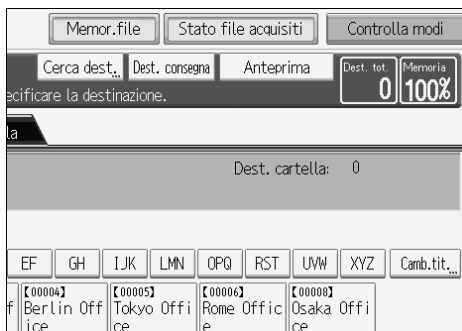 Memor.file Stato file acquisiti Controlla modi
Cerca dest. Dest. consegna Anteprima Dest. tot. Memoria
ecificare la destinazione. 0 100%
la
Dest. cartella: 0
EF GH IJK LMN OPQ RST UVW XYZ Camb.tit.
【00004】 【00005】 【00006】 【00008】
f Berlin Off Tokyo Offi Rome Offic Osaka Offi
ice ce e ce